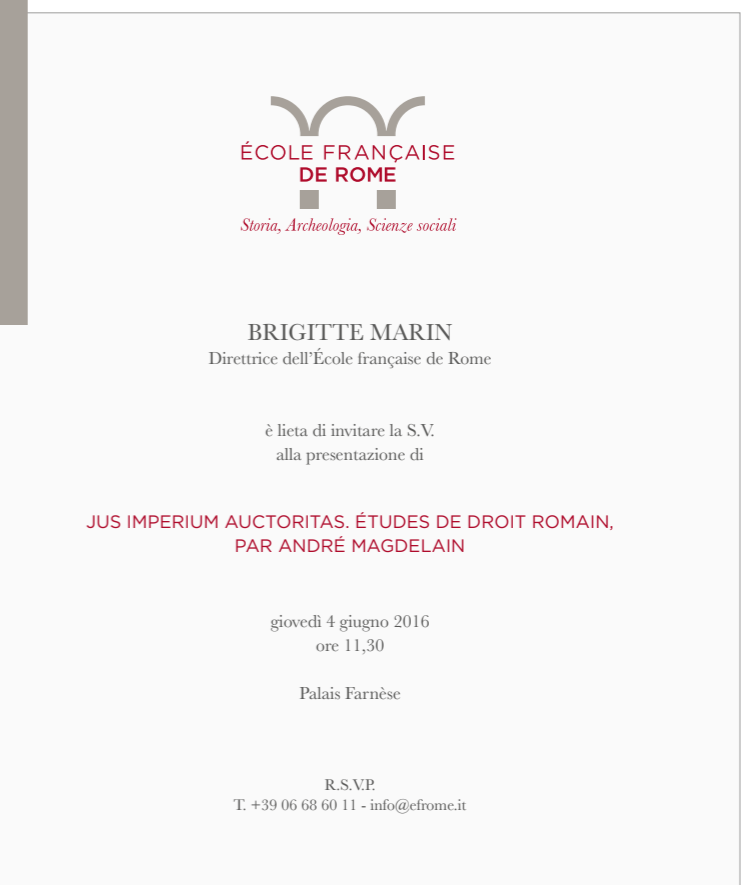 ÉCOLE FRANÇAISE
DE ROME
Storia, Archeologia, Scienze sociali
BRIGITTE MARIN
Direttrice dell’École française de Rome
è lieta di invitare la S.V.
alla presentazione di
JUS IMPERIUM AUCTORITAS. ÉTUDES DE DROIT ROMAIN,
PAR ANDRÉ MAGDELAIN
giovedì 4 giugno 2016
ore 11,30
Palais Farnèse
R.S.V.P.
T. +39 06 68 60 11 - info@efrome.it